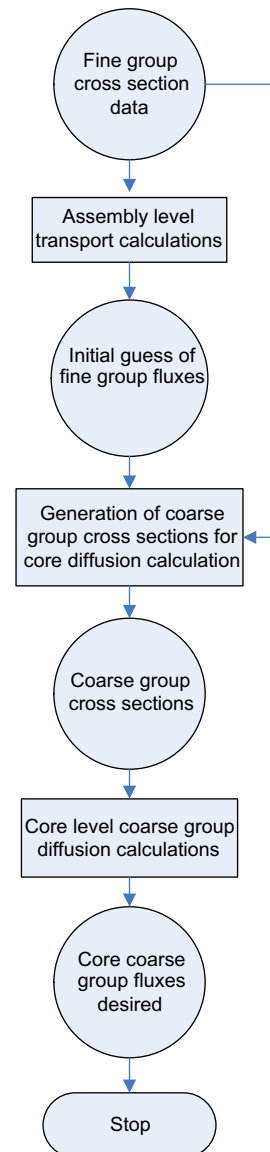 Fine group
cross section
data
Assembly level
transport calculations
Initial guess of
fine group fluxes
Generation of coarse
group cross sections for
core diffusion calculation
Coarse group
cross sections
Core level coarse group
diffusion calculations
Core coarse
group fluxes
desired
Stop